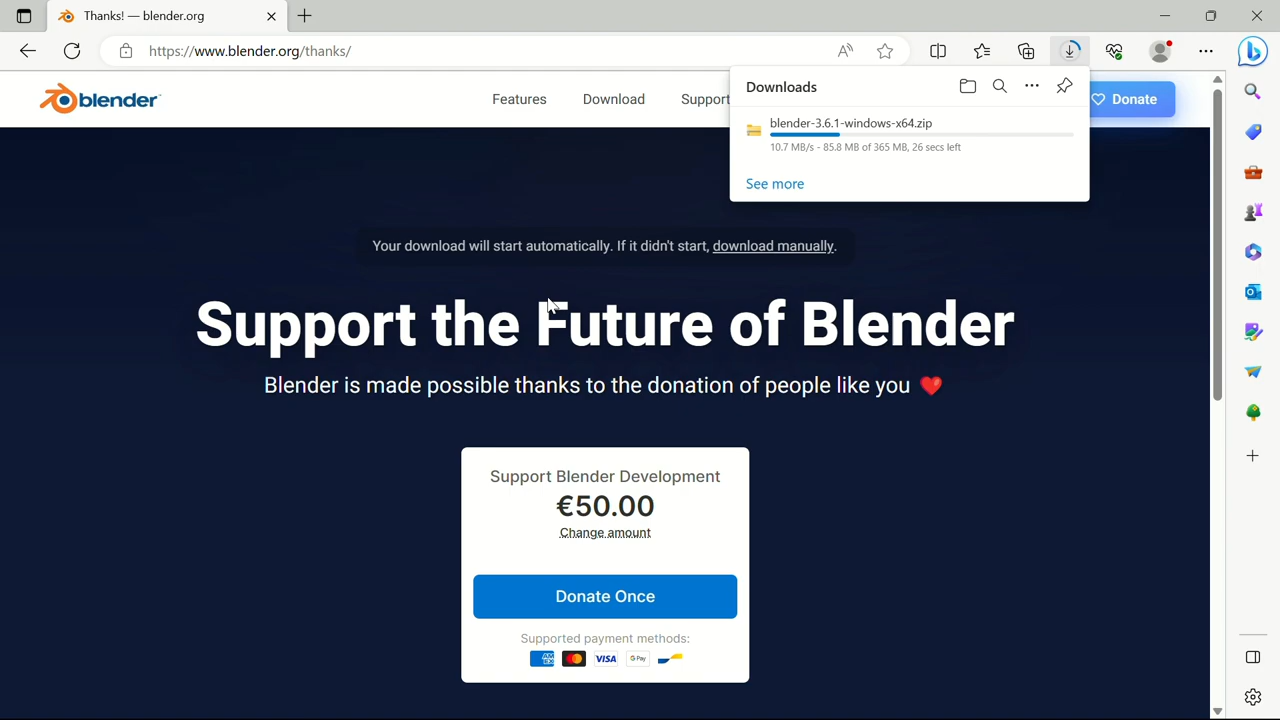 Thanks! — blender.org
https://www.blender.org/thanks/
blender
Features
Download
Support
Donate
Downloads
blender-3.6.1-windows-x64.zip
10.7 MB/s - 85.8 MB of 365 MB, 26 secs left
See more
Your download will start automatically. If it didn't start, download manually.
Support the Future of Blender
Blender is made possible thanks to the donation of people like you
Support Blender Development
€50.00
Change amount
Donate Once
Supported payment methods:
AMEX
VISA
G Pay